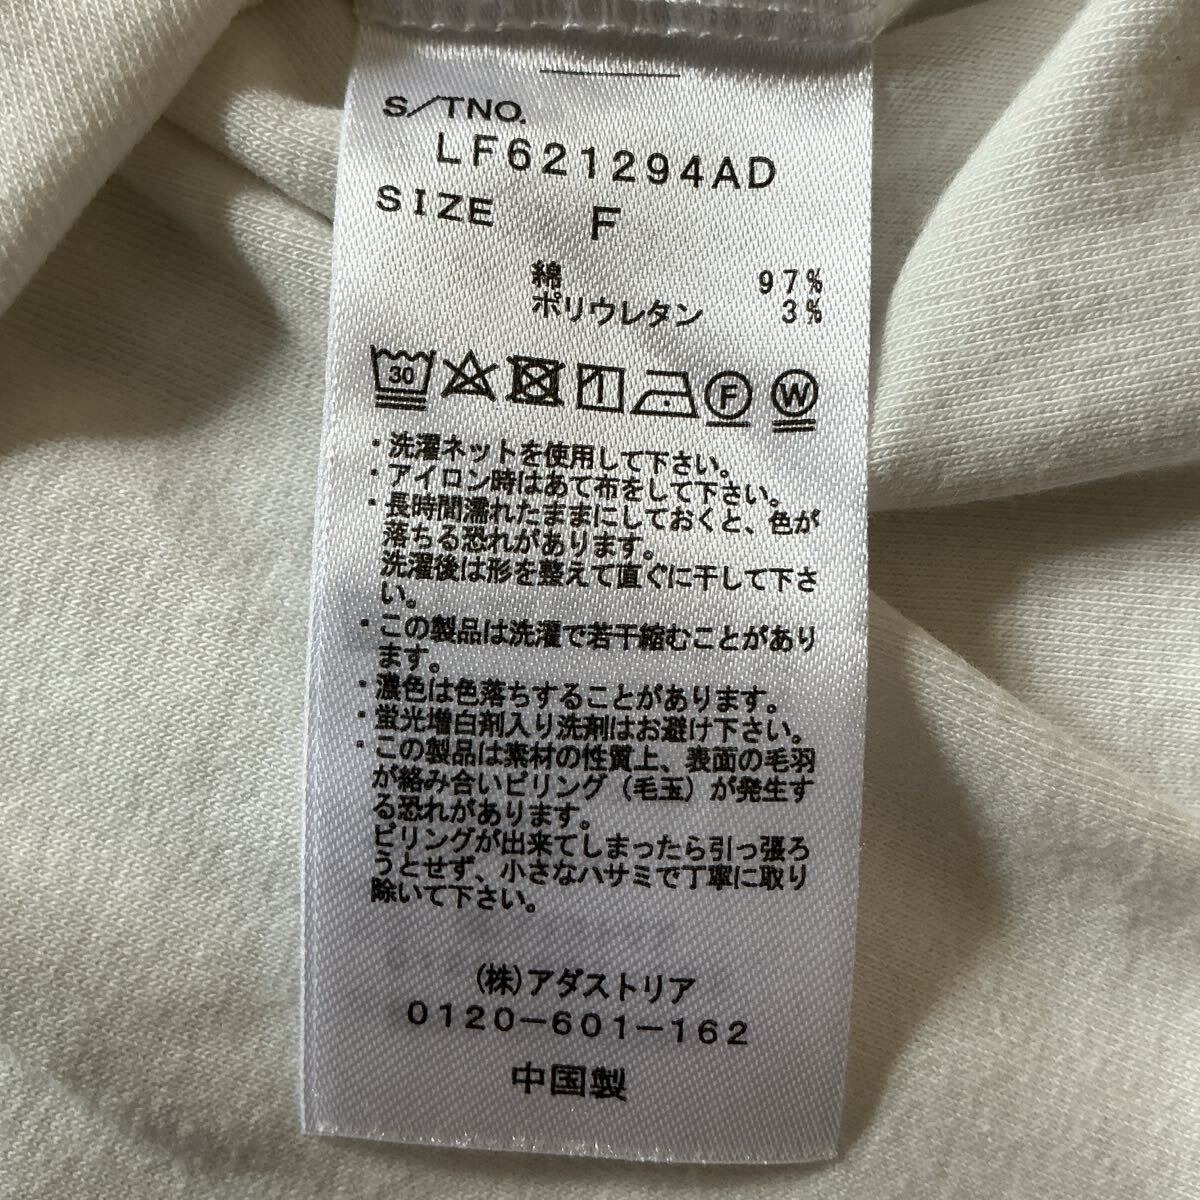 S/TNO.
LF621294AD
SIZE F
綿 97%
ポリウレタン 3%
30 F W
・洗濯ネットを使用して下さい。
・アイロン時はあて布をして下さい。
・長時間濡れたままにしておくと、色が
落ちる恐れがあります。
洗濯後は形を整えて直ぐに干して下さ
い。
・この製品は洗濯で若干縮むことがあり
ます。
・濃色は色落ちすることがあります。
・蛍光増白剤入り洗剤はお避け下さい。
・この製品は素材の性質上、表面の毛羽
が絡み合いピリング(毛玉)が発生す
る恐れがあります。
ピリングが出来てしまったら引っ張ろ
うとせず、小さなハサミで丁寧に取り
除いて下さい。
(株)アダストリア
0120-601-162
中国製